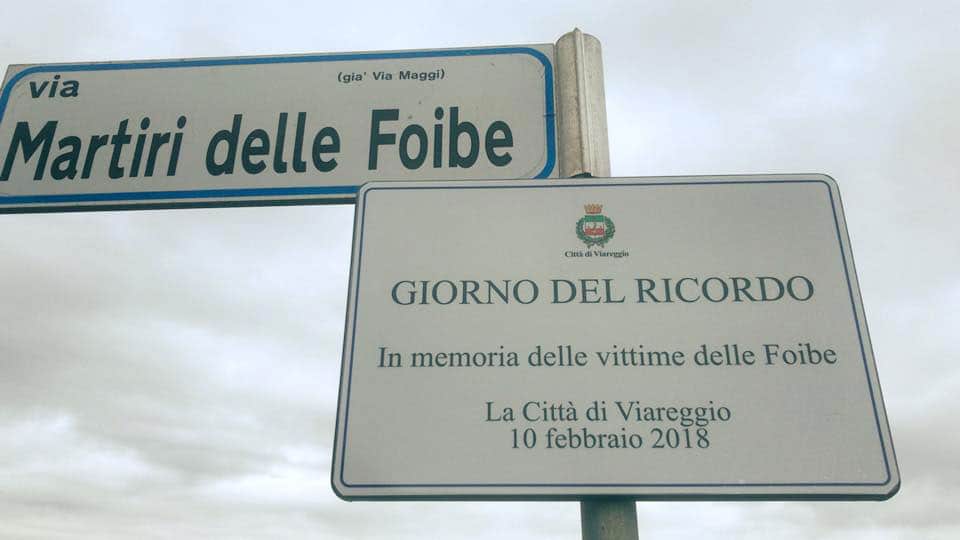 via
(già' Via Maggi)
Martiri delle Foibe
Città di Viareggio
GIORNO DEL RICORDO
In memoria delle vittime delle Foibe
La Città di Viareggio
10 febbraio 2018